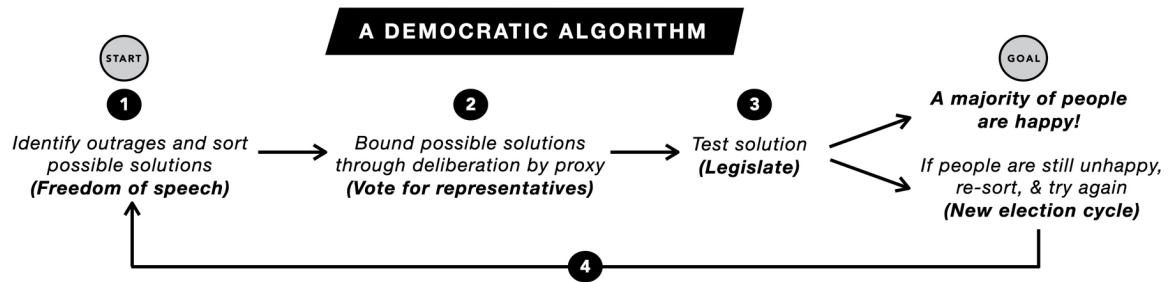 A DEMOCRATIC ALGORITHM
START
1
Identify outrages and sort
possible solutions
(Freedom of speech)
2
Bound possible solutions
through deliberation by proxy
(Vote for representatives)
3
Test solution
(Legislate)
GOAL
A majority of people
are happy!
If people are still unhappy,
re-sort, & try again
(New election cycle)
4